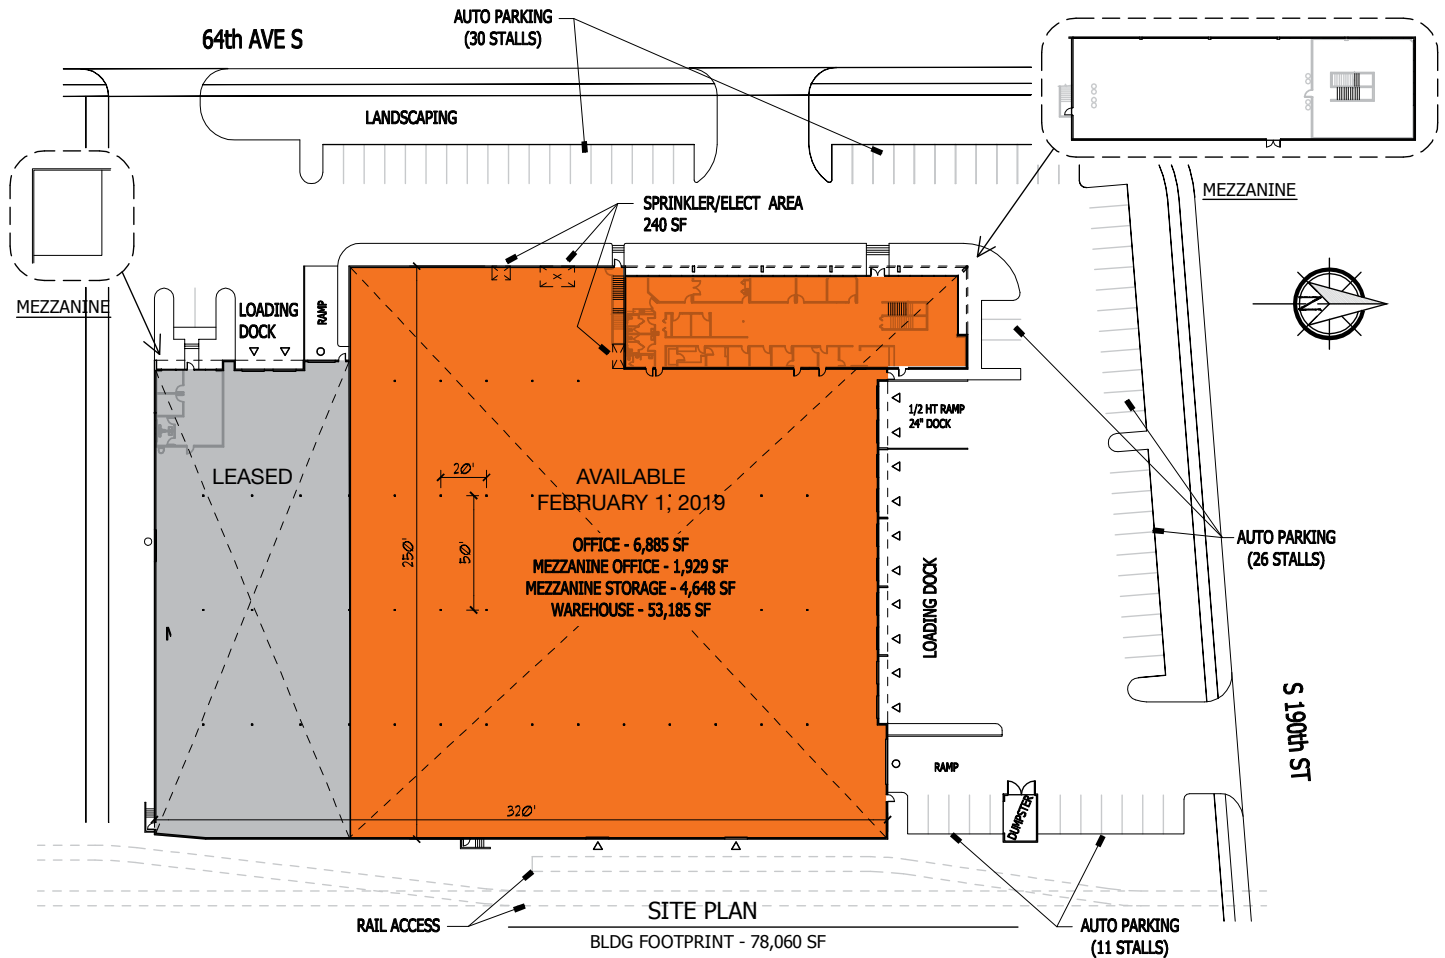 AUTO PARKING
(30 STALLS)
64th AVE S
LANDSCAPING
MEZZANINE
SPRINKLER/ELECT AREA
240 SF
MEZZANINE
LOADING
DOCK
RAMP
N
1/2 HT RAMP
24" DOCK
LEASED
20'
AVAILABLE
FEBRUARY 1, 2019
250'
50'
OFFICE - 6,885 SF
MEZZANINE OFFICE - 1,929 SF
MEZZANINE STORAGE - 4,648 SF
WAREHOUSE - 53,185 SF
LOADING DOCK
AUTO PARKING
(26 STALLS)
S 190th ST
RAMP
320'
DUMPSTER
RAIL ACCESS
SITE PLAN
BLDG FOOTPRINT - 78,060 SF
AUTO PARKING
(11 STALLS)